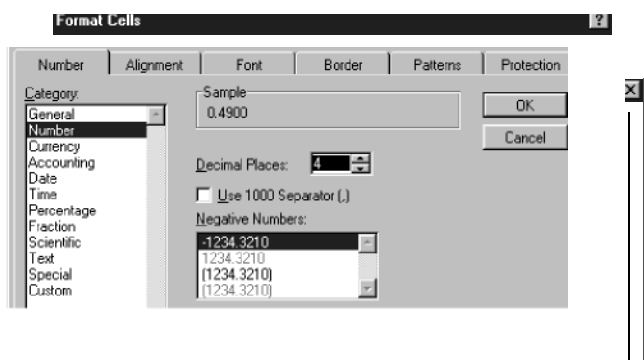 Format Cells
Number Alignment Font Border Patterns Protection
Category:
General
Number
Currency
Accounting
Date
Time
Percentage
Fraction
Scientific
Text
Special
Custom
Sample
0.4900
Decimal Places: 4
Use 1000 Separator (,)
Negative Numbers:
-1234.3210
1234.3210
(1234.3210)
(1234.3210)
OK
Cancel